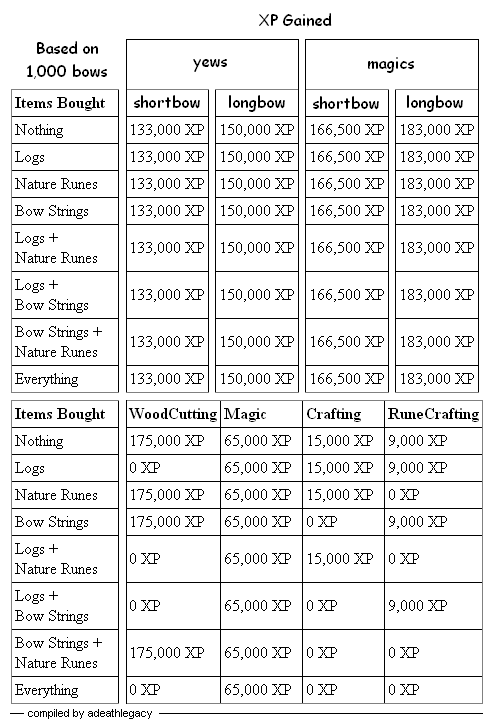 XP Gained
Based on
1,000 bows
yews magics
Items Bought shortbow longbow shortbow longbow
Nothing 133,000 XP 150,000 XP 166,500 XP 183,000 XP
Logs 133,000 XP 150,000 XP 166,500 XP 183,000 XP
Nature Runes 133,000 XP 150,000 XP 166,500 XP 183,000 XP
Bow Strings 133,000 XP 150,000 XP 166,500 XP 183,000 XP
Logs +
Nature Runes 133,000 XP 150,000 XP 166,500 XP 183,000 XP
Logs +
Bow Strings 133,000 XP 150,000 XP 166,500 XP 183,000 XP
Bow Strings +
Nature Runes 133,000 XP 150,000 XP 166,500 XP 183,000 XP
Everything 133,000 XP 150,000 XP 166,500 XP 183,000 XP
Items Bought WoodCutting Magic Crafting RuneCrafting
Nothing 175,000 XP 65,000 XP 15,000 XP 9,000 XP
Logs 0 XP 65,000 XP 15,000 XP 9,000 XP
Nature Runes 175,000 XP 65,000 XP 15,000 XP 0 XP
Bow Strings 175,000 XP 65,000 XP 0 XP 9,000 XP
Logs +
Nature Runes 0 XP 65,000 XP 15,000 XP 0 XP
Logs +
Bow Strings 0 XP 65,000 XP 0 XP 9,000 XP
Bow Strings +
Nature Runes 175,000 XP 65,000 XP 0 XP 0 XP
Everything 0 XP 65,000 XP 0 XP 0 XP
compiled by adeathlegacy